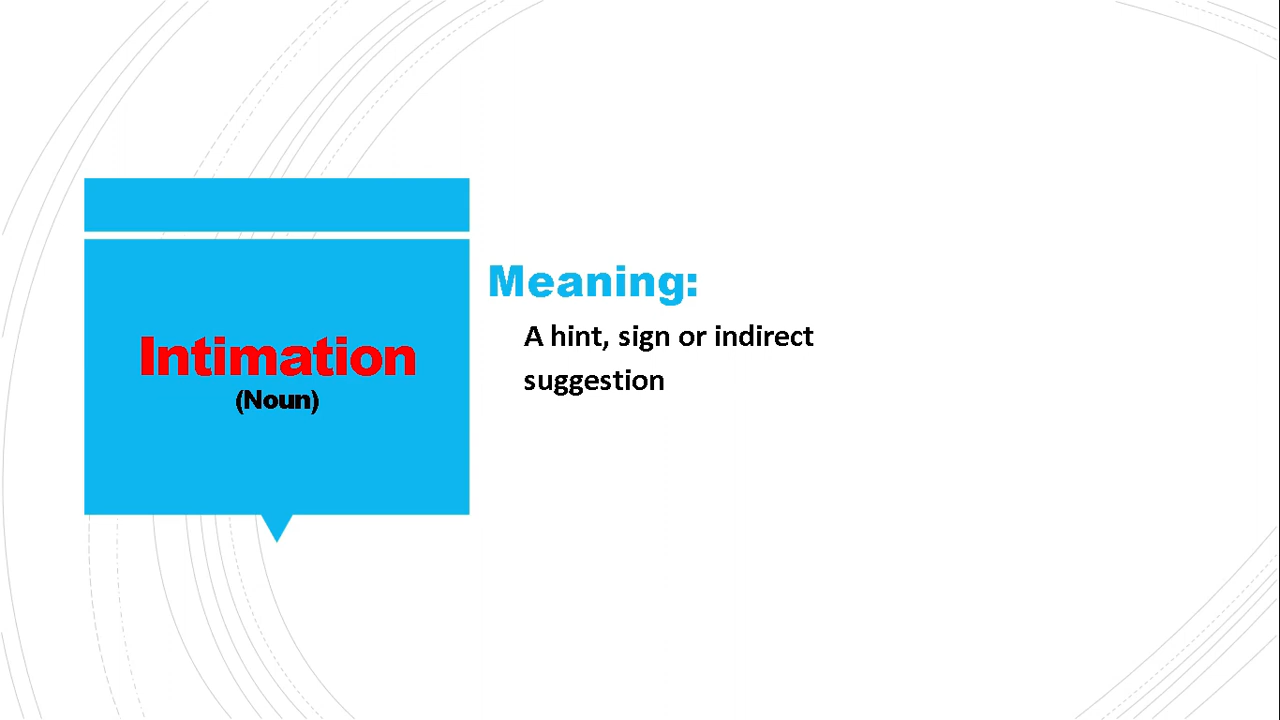 Intimation
(Noun)
Meaning:
A hint, sign or indirect
suggestion